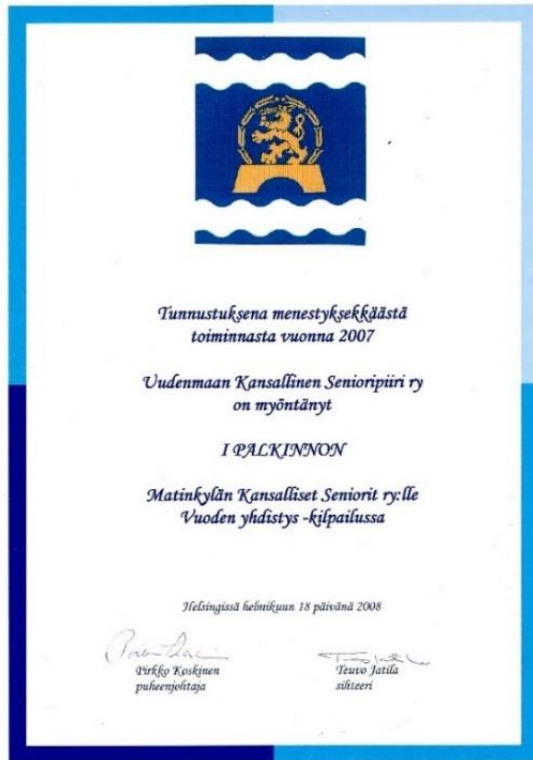 Tunnustuksena menestyksekkäästä
toiminnasta vuonna 2007
Uudenmaan Kansallinen Senioripiiri ry
on myöntänyt
I PALKINNON
Matinkylän Kansalliset Seniorit ry:lle
Vuoden yhdistys -kilpailussa
Helsingissä helmikuun 18 päivänä 2008
Pirkko Koskinen
puheenjohtaja
Teuvo Jatila
sihteeri